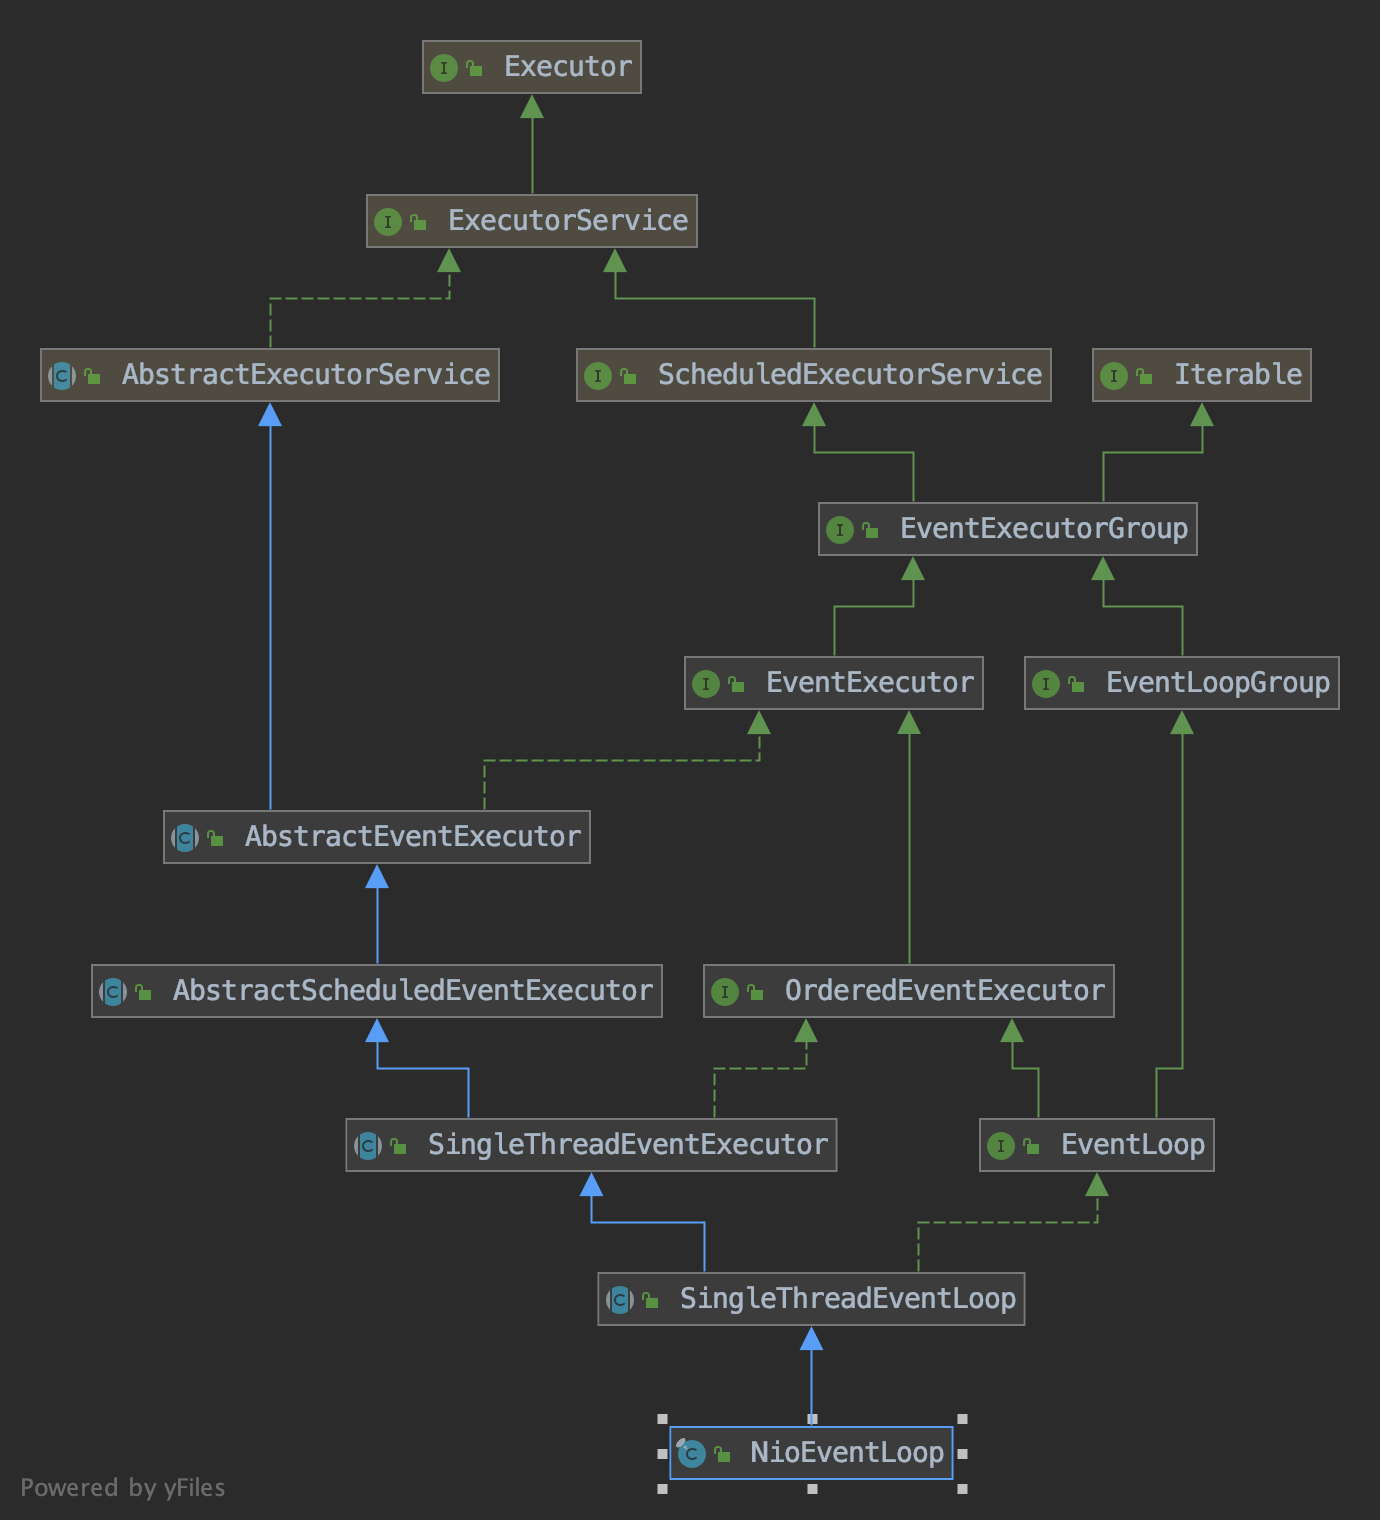 Executor
ExecutorService
AbstractExecutorService
ScheduledExecutorService
Iterable
EventExecutorGroup
EventExecutor
EventLoopGroup
AbstractEventExecutor
AbstractScheduledEventExecutor
OrderedEventExecutor
SingleThreadEventExecutor
EventLoop
SingleThreadEventLoop
NioEventLoop
Powered by yFiles